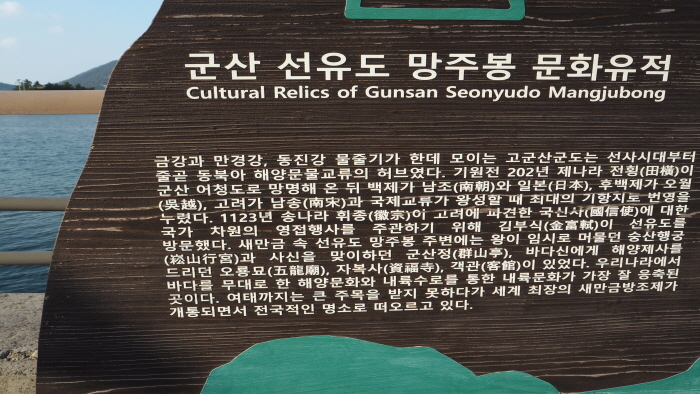 군산 선유도 망주봉 문화유적
Cultural Relics of Gunsan Seonyudo Mangjubong
금강과 만경강, 동진강 물줄기가 한데 모이는 고군산군도는 선사시대부터
줄곧 동북아 해양문물교류의 허브였다. 기원전 202년 제나라 전횡(田橫)이
군산 어청도로 망명해 온 뒤 백제가 남조(南朝)와 일본(日本), 후백제가 오월
(吳越), 고려가 남송(南宋)과 국제교류가 왕성할 때 최대의 기항지로 번영을
누렸다. 1123년 송나라 휘종(徽宗)이 고려에 파견한 국신사(國信使)에 대한
국가 차원의 영접행사를 주관하기 위해 김부식(金富軾)이 선유도를
방문했다. 새만금 속 선유도 망주봉 주변에는 왕이 임시로 머물던 숭산행궁
(崧山行宮)과 사신을 맞이하던 군산정(群山亭), 바다신에게 해양제사를
드리던 오룡묘(五龍廟), 자복사(資福寺), 객관(客館)이 있었다. 우리나라에서
바다를 무대로 한 해양문화와 내륙수로를 통한 내륙문화가 가장 잘 응축된
곳이다. 여태까지는 큰 주목을 받지 못하다가 세계 최장의 새만금방조제가
개통되면서 전국적인 명소로 떠오르고 있다.